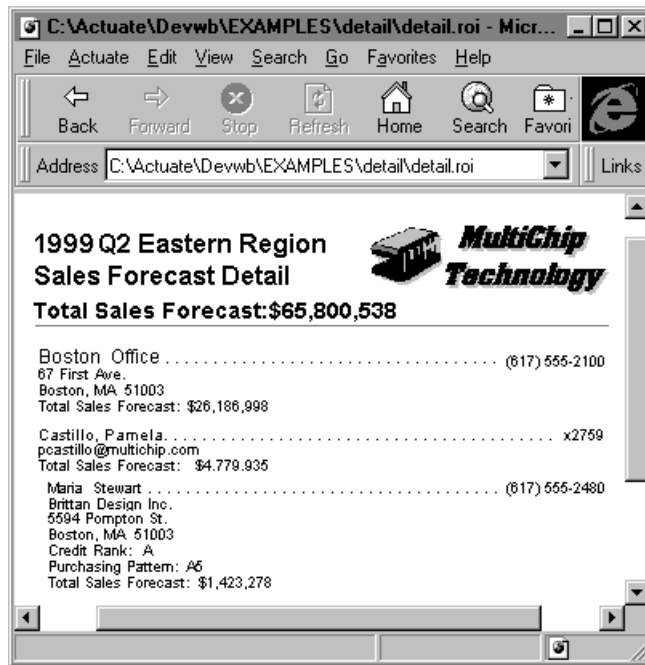 C:\Actuate\Devwb\EXAMPLES\detail\detail.roi - Micr...
File Actuate Edit View Search Go Favorites Help
Back Forward Stop Refresh Home Search Favori
Address C:\Actuate\Devwb\EXAMPLES\detail\detail.roi Links
1999 Q2 Eastern Region
Sales Forecast Detail
MultiChip
Technology
Total Sales Forecast:$65,800,538
Boston Office . . . . . . . . . . . . . . . . . . . . . . . . . . . . . . . . . . . . . (617) 555-2100
67 First Ave.
Boston, MA 51003
Total Sales Forecast: $26,186,998
Castillo, Pamela. . . . . . . . . . . . . . . . . . . . . . . . . . . . . . . . . . . . . . . . . . . . x2759
pcastillo@multichip.com
Total Sales Forecast: $4.779.935
Maria Stewart . . . . . . . . . . . . . . . . . . . . . . . . . . . . . . . . . . . . . . . (617) 555-2480
Brittan Design Inc.
5594 Pompton St.
Boston, MA 51003
Credit Rank: A
Purchasing Pattern: A5
Total Sales Forecast: $1,423,278